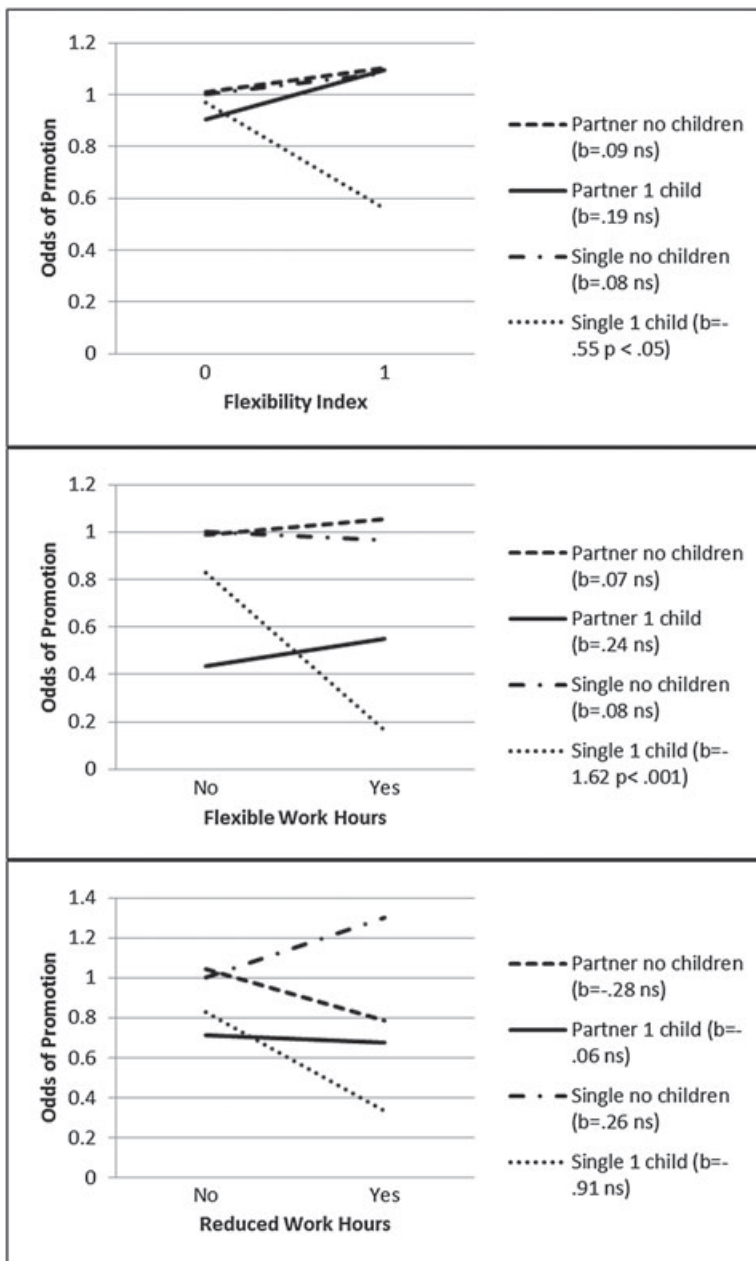 1.2
1
0.8
0.6
0.4
0.2
0
Odds of Prmotion
0
1
Flexibility Index
Partner no children
(b=.09 ns)
Partner 1 child
(b=.19 ns)
Single no children
(b=.08 ns)
Single 1 child (b=-
.55 p < .05)
1.2
1
0.8
0.6
0.4
0.2
0
Odds of Promotion
No
Yes
Flexible Work Hours
Partner no children
(b=.07 ns)
Partner 1 child
(b=.24 ns)
Single no children
(b=.08 ns)
Single 1 child (b=-
1.62 p< .001)
1.4
1.2
1
0.8
0.6
0.4
0.2
0
Odds of Promotion
No
Yes
Reduced Work Hours
Partner no children
(b=-.28 ns)
Partner 1 child (b=-
.06 ns)
Single no children
(b=.26 ns)
Single 1 child (b=-
.91 ns)